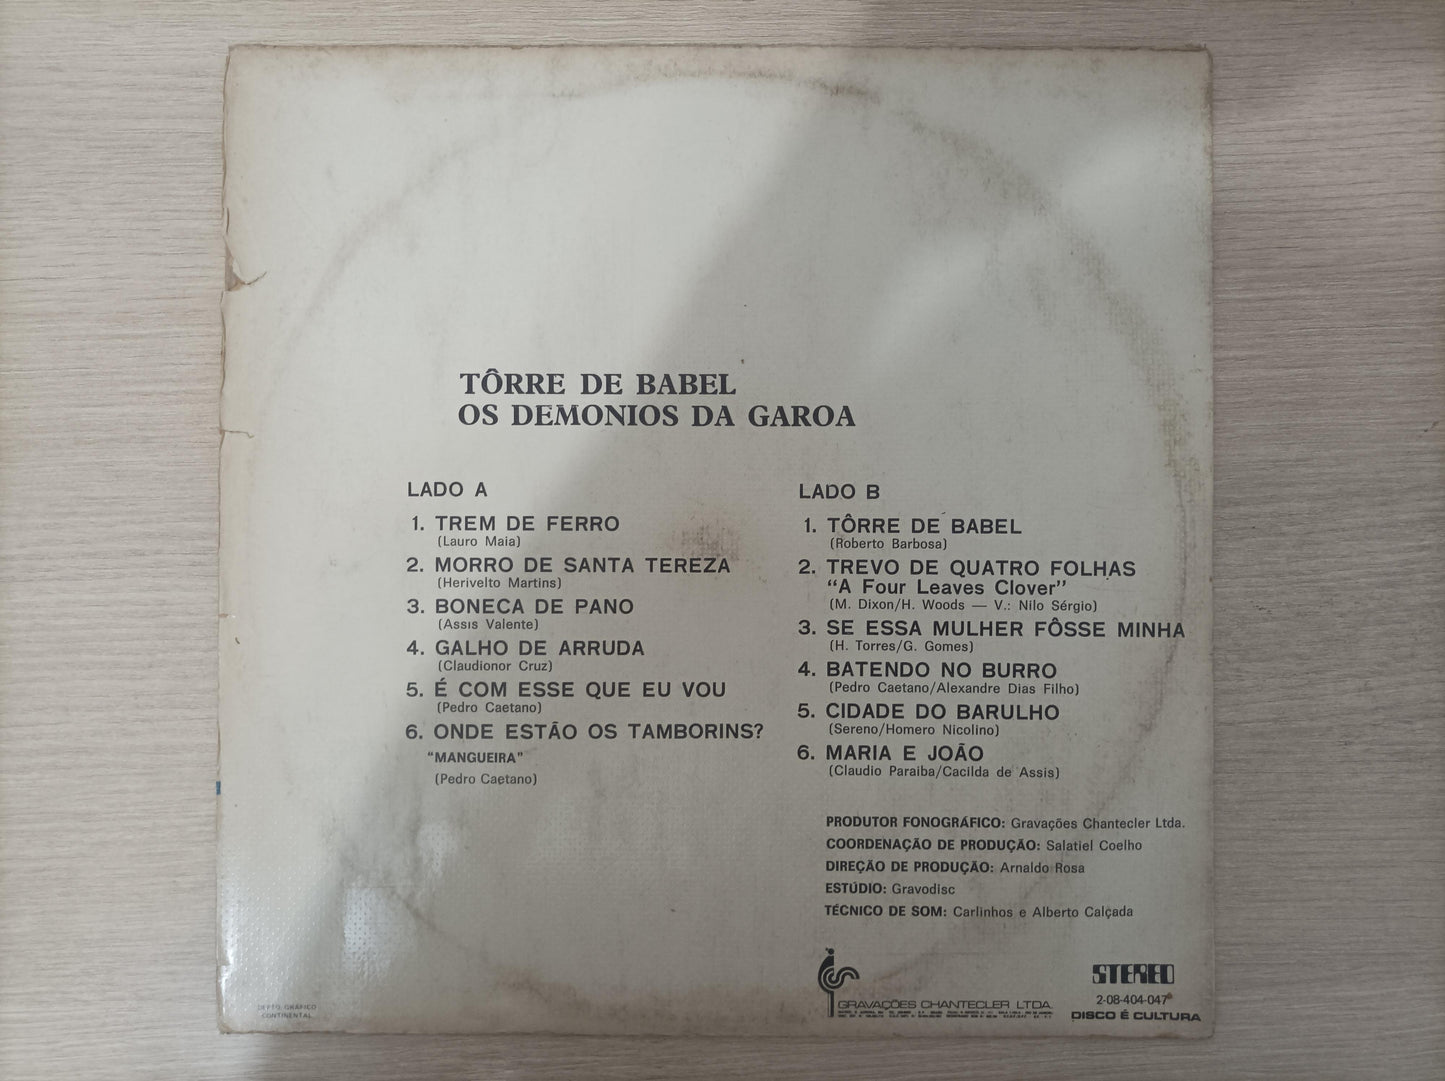 TÔRRE DE BABEL
OS DEMONIOS DA GAROA
LADO A
1. TREM DE FERRO
(Lauro Maia)
2. MORRO DE SANTA TEREZA
(Herivelto Martins)
3. BONECA DE PANO
(Assis Valente)
4. GALHO DE ARRUDA
(Claudionor Cruz)
5. É COM ESSE QUE EU VOU
(Pedro Caetano)
6. ONDE ESTÃO OS TAMBORINS?
“MANGUEIRA”
(Pedro Caetano)
LADO B
1. TÔRRE DE BABEL
(Roberto Barbosa)
2. TREVO DE QUATRO FOLHAS
“A Four Leaves Clover”
(M. Dixon/H. Woods — V.: Nilo Sérgio)
3. SE ESSA MULHER FÔSSE MINHA
(H. Torres/G. Gomes)
4. BATENDO NO BURRO
(Pedro Caetano/Alexandre Dias Filho)
5. CIDADE DO BARULHO
(Sereno/Homero Nicolino)
6. MARIA E JOÃO
(Claudio Paraiba/Cacilda de Assis)
PRODUTOR FONOGRÁFICO: Gravações Chantecler Ltda.
COORDENAÇÃO DE PRODUÇÃO: Salatiel Coelho
DIREÇÃO DE PRODUÇÃO: Arnaldo Rosa
ESTÚDIO: Gravodisc
TÉCNICO DE SOM: Carlinhos e Alberto Calçada
DEPTO. GRÁFICO
CONTINENTAL
GRAVAÇÕES CHANTECLER LTDA.
STEREO
2-08-404-047
DISCO É CULTURA